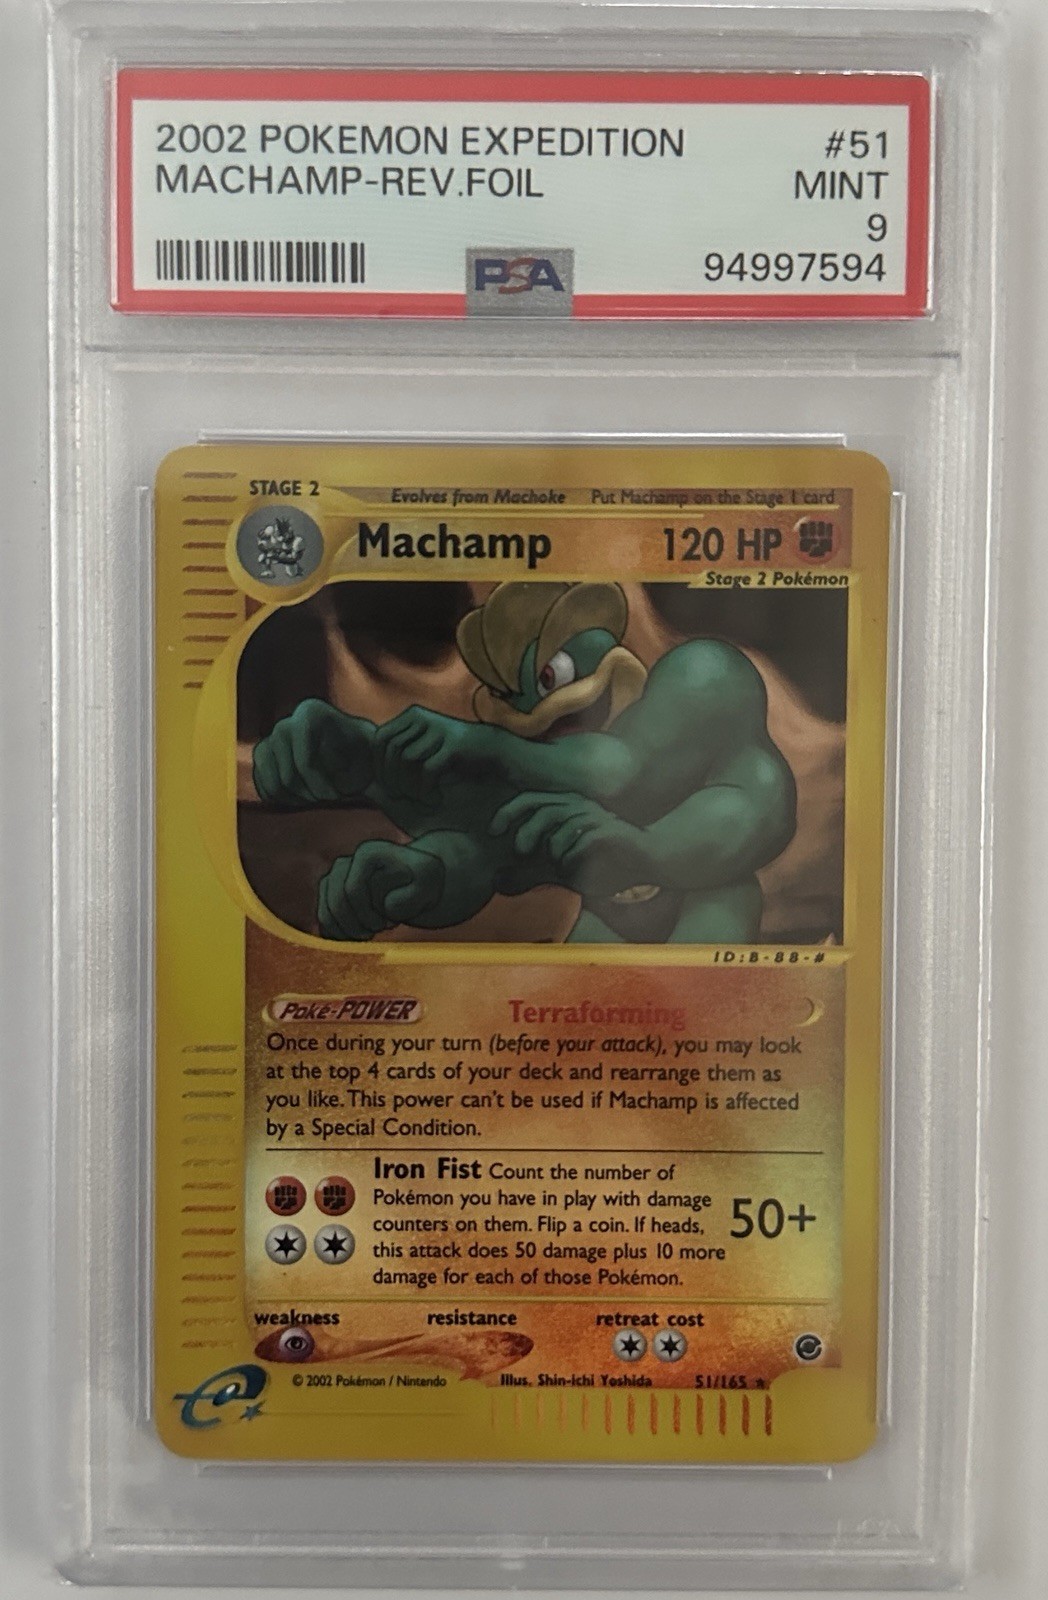 2002 POKEMON EXPEDITION #51
MACHAMP-REV.FOIL MINT
9
PSA 94997594
STAGE 2 Evolves from Machoke Put Machamp on the Stage 1 card
Machamp 120 HP
Stage 2 Pokémon
ID:B-88-#
Poké-POWER Terraforming
Once during your turn (before your attack), you may look
at the top 4 cards of your deck and rearrange them as
you like. This power can't be used if Machamp is affected
by a Special Condition.
Iron Fist Count the number of
Pokémon you have in play with damage
counters on them. Flip a coin. If heads, 50+
this attack does 50 damage plus 10 more
damage for each of those Pokémon.
weakness resistance retreat cost
e © 2002 Pokémon / Nintendo Illus. Shin-ichi Yoshida 51/165 ★